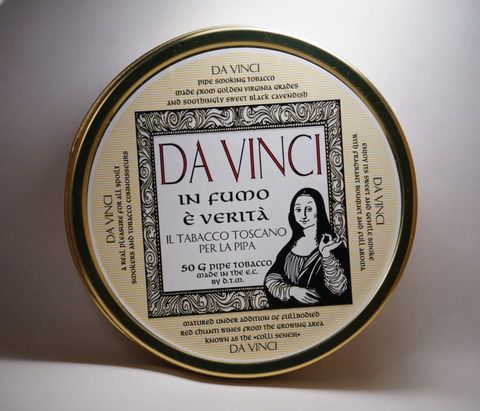 DA VINCI
PIPE SMOKING TOBACCO
MADE FROM GOLDEN VIRGINIA GRADES
AND SOOTHINGLY SWEET BLACK CAVENDISH
DA VINCI
IN FUMO
È VERITÀ
IL TABACCO TOSCANO
PER LA PIPA
50 G PIPE TOBACCO
MADE IN THE E.C.
BY D.T.M.
DA VINCI
A REAL PLEASURE FOR ALL SPOILT
SMOKERS AND TOBACCO CONNOISSEURS
DA VINCI
ENJOY ITS SWEET AND GENTLE SMOKE
WITH FRAGRANT BOUQUET AND FULL AROMA
MATURED UNDER ADDITION OF FULLBODIED
RED CHIANTI WINES FROM THE GROWING AREA
KNOWN AS THE »COLLI SENESI«
DA VINCI